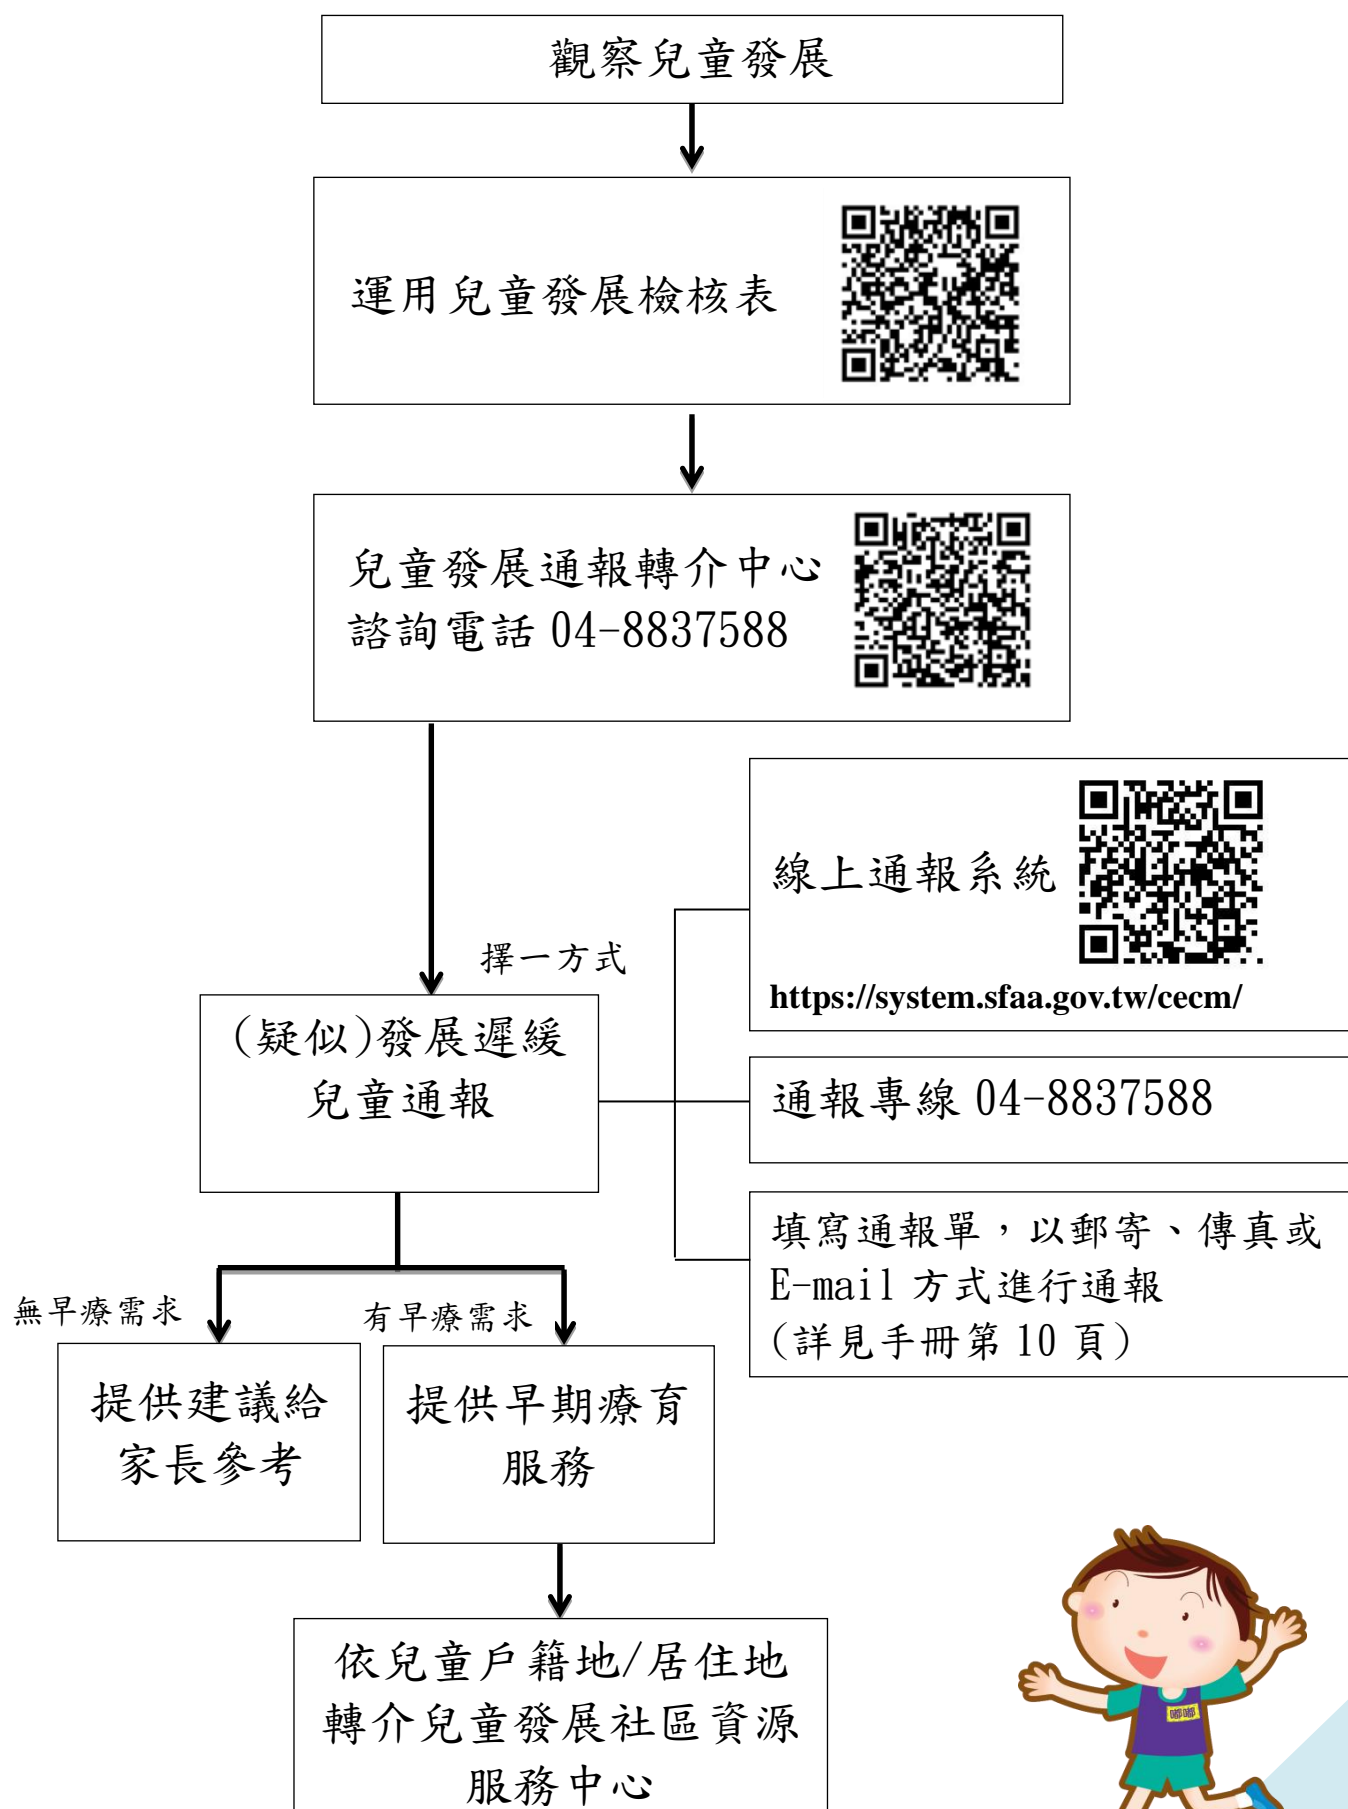 觀察兒童發展
運用兒童發展檢核表
兒童發展通報轉介中心
諮詢電話 04-8837588
線上通報系統
https://system.sfaa.gov.tw/cecm/
擇一方式
(疑似)發展遲緩
兒童通報
通報專線 04-8837588
填寫通報單，以郵寄、傳真或
E-mail 方式進行通報
(詳見手冊第 10 頁)
無早療需求
有早療需求
提供建議給
家長參考
提供早期療育
服務
依兒童戶籍地/居住地
轉介兒童發展社區資源
服務中心